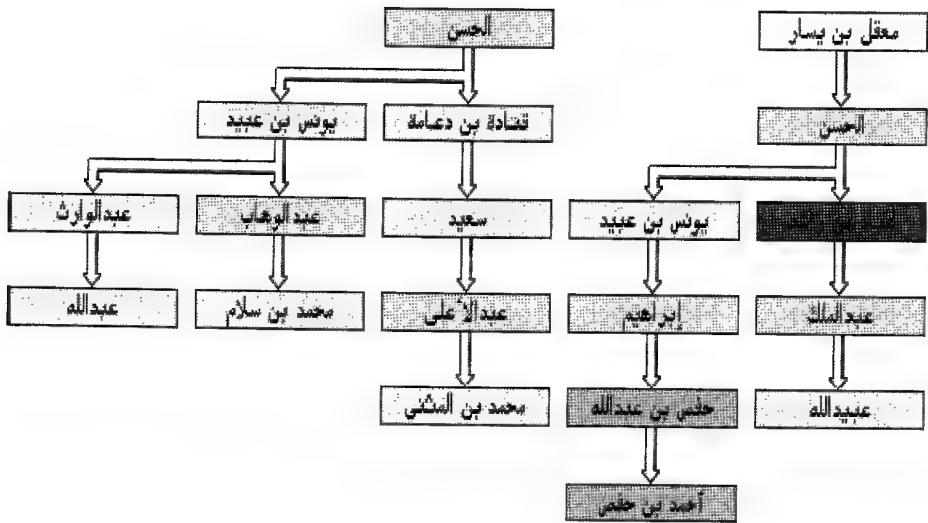 الحسن
معقل بن يسار
يونس بن عبيد
قتادة بن دعامة
الحسن
عبدالوارث
عبدالوهاب
سعيد
يونس بن عبيد
عبدالله
محمد بن سلام
عبدالأعلى
إبراهيم
عبدالملك
محمد بن المثني
حفص بن عبدالله
عبيدالله
أحمد بن حفص